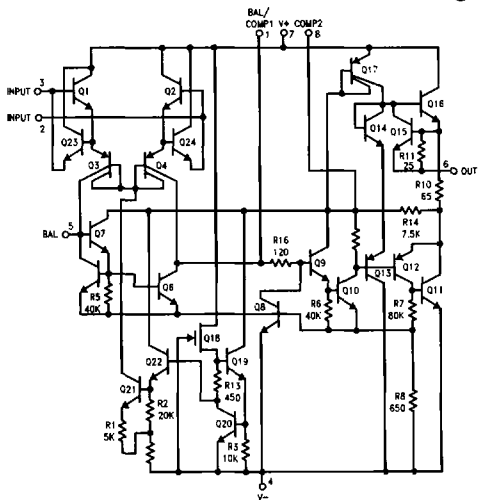 BAL/
COMP1 V+ COMP2
1 7 8
Q17
3
INPUT Q1 Q2
Q16
Q14 Q15
INPUT
2
Q23 Q24
R11
25
6
OUT
Q3 Q4
R10
65
R14
7.5K
5
BAL Q7
R16
120
Q9
Q13 Q12
R5
40K
Q6
Q8
R6
40K
Q10
R7
80K
Q11
Q18
Q22 Q19
Q21
R13
450
R2
20K
R8
650
R1
5K
Q20
R3
10K
4
V-